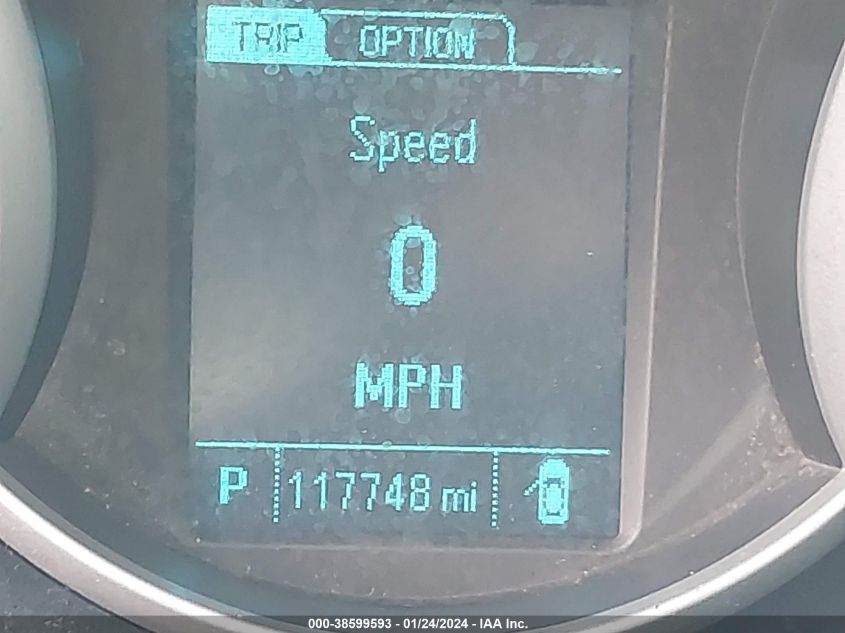 TRIP OPTION
Speed
0
MPH
P 117748 mi
000-38599593 - 01/24/2024 - IAA Inc.